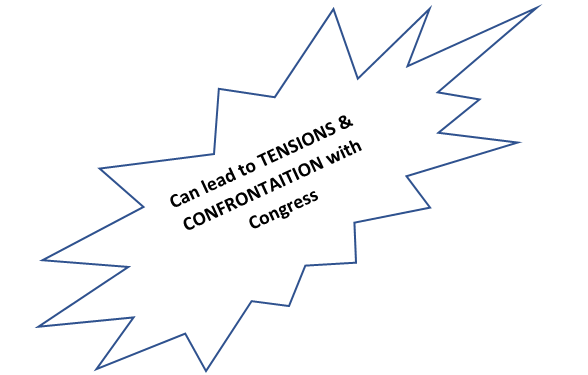 Can lead to TENSIONS &
CONFRONTAITION with
Congress